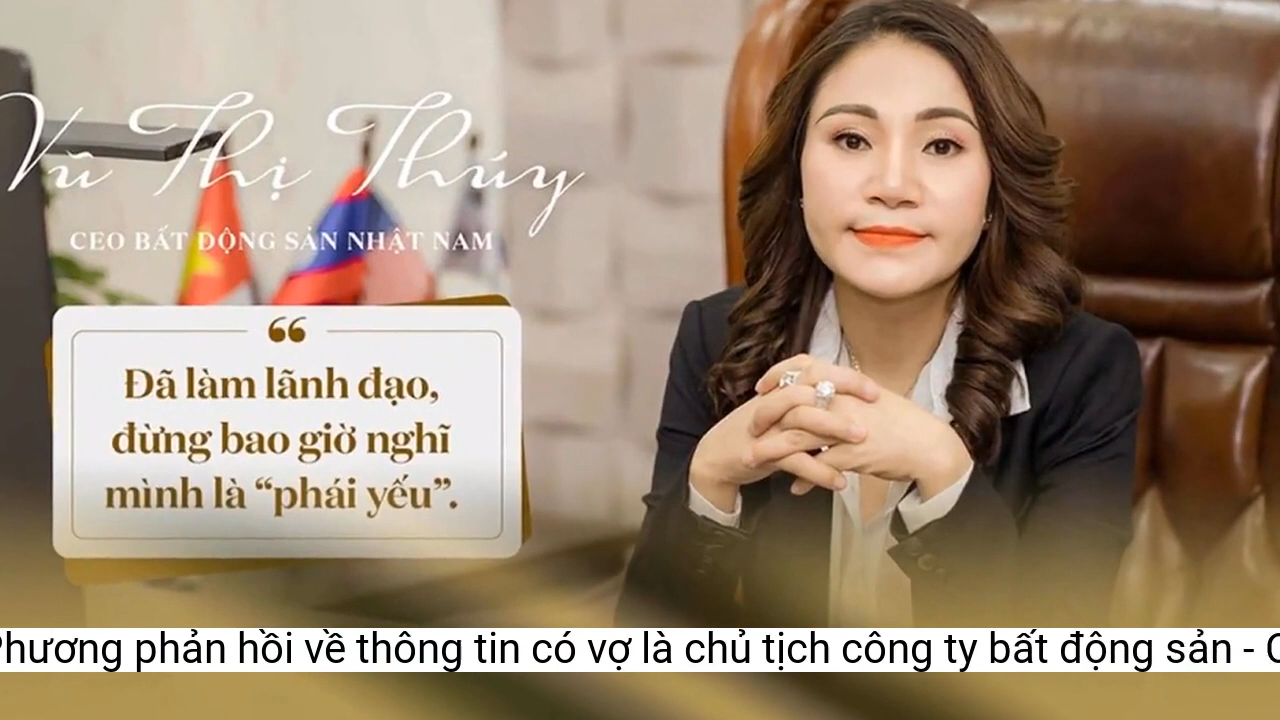 Vũ Thị Thúy
CEO BẤT ĐỘNG SẢN NHẬT NAM
“
Đã làm lãnh đạo,
đừng bao giờ nghĩ
mình là “phái yếu”.
Phương phản hồi về thông tin có vợ là chủ tịch công ty bất động sản - C